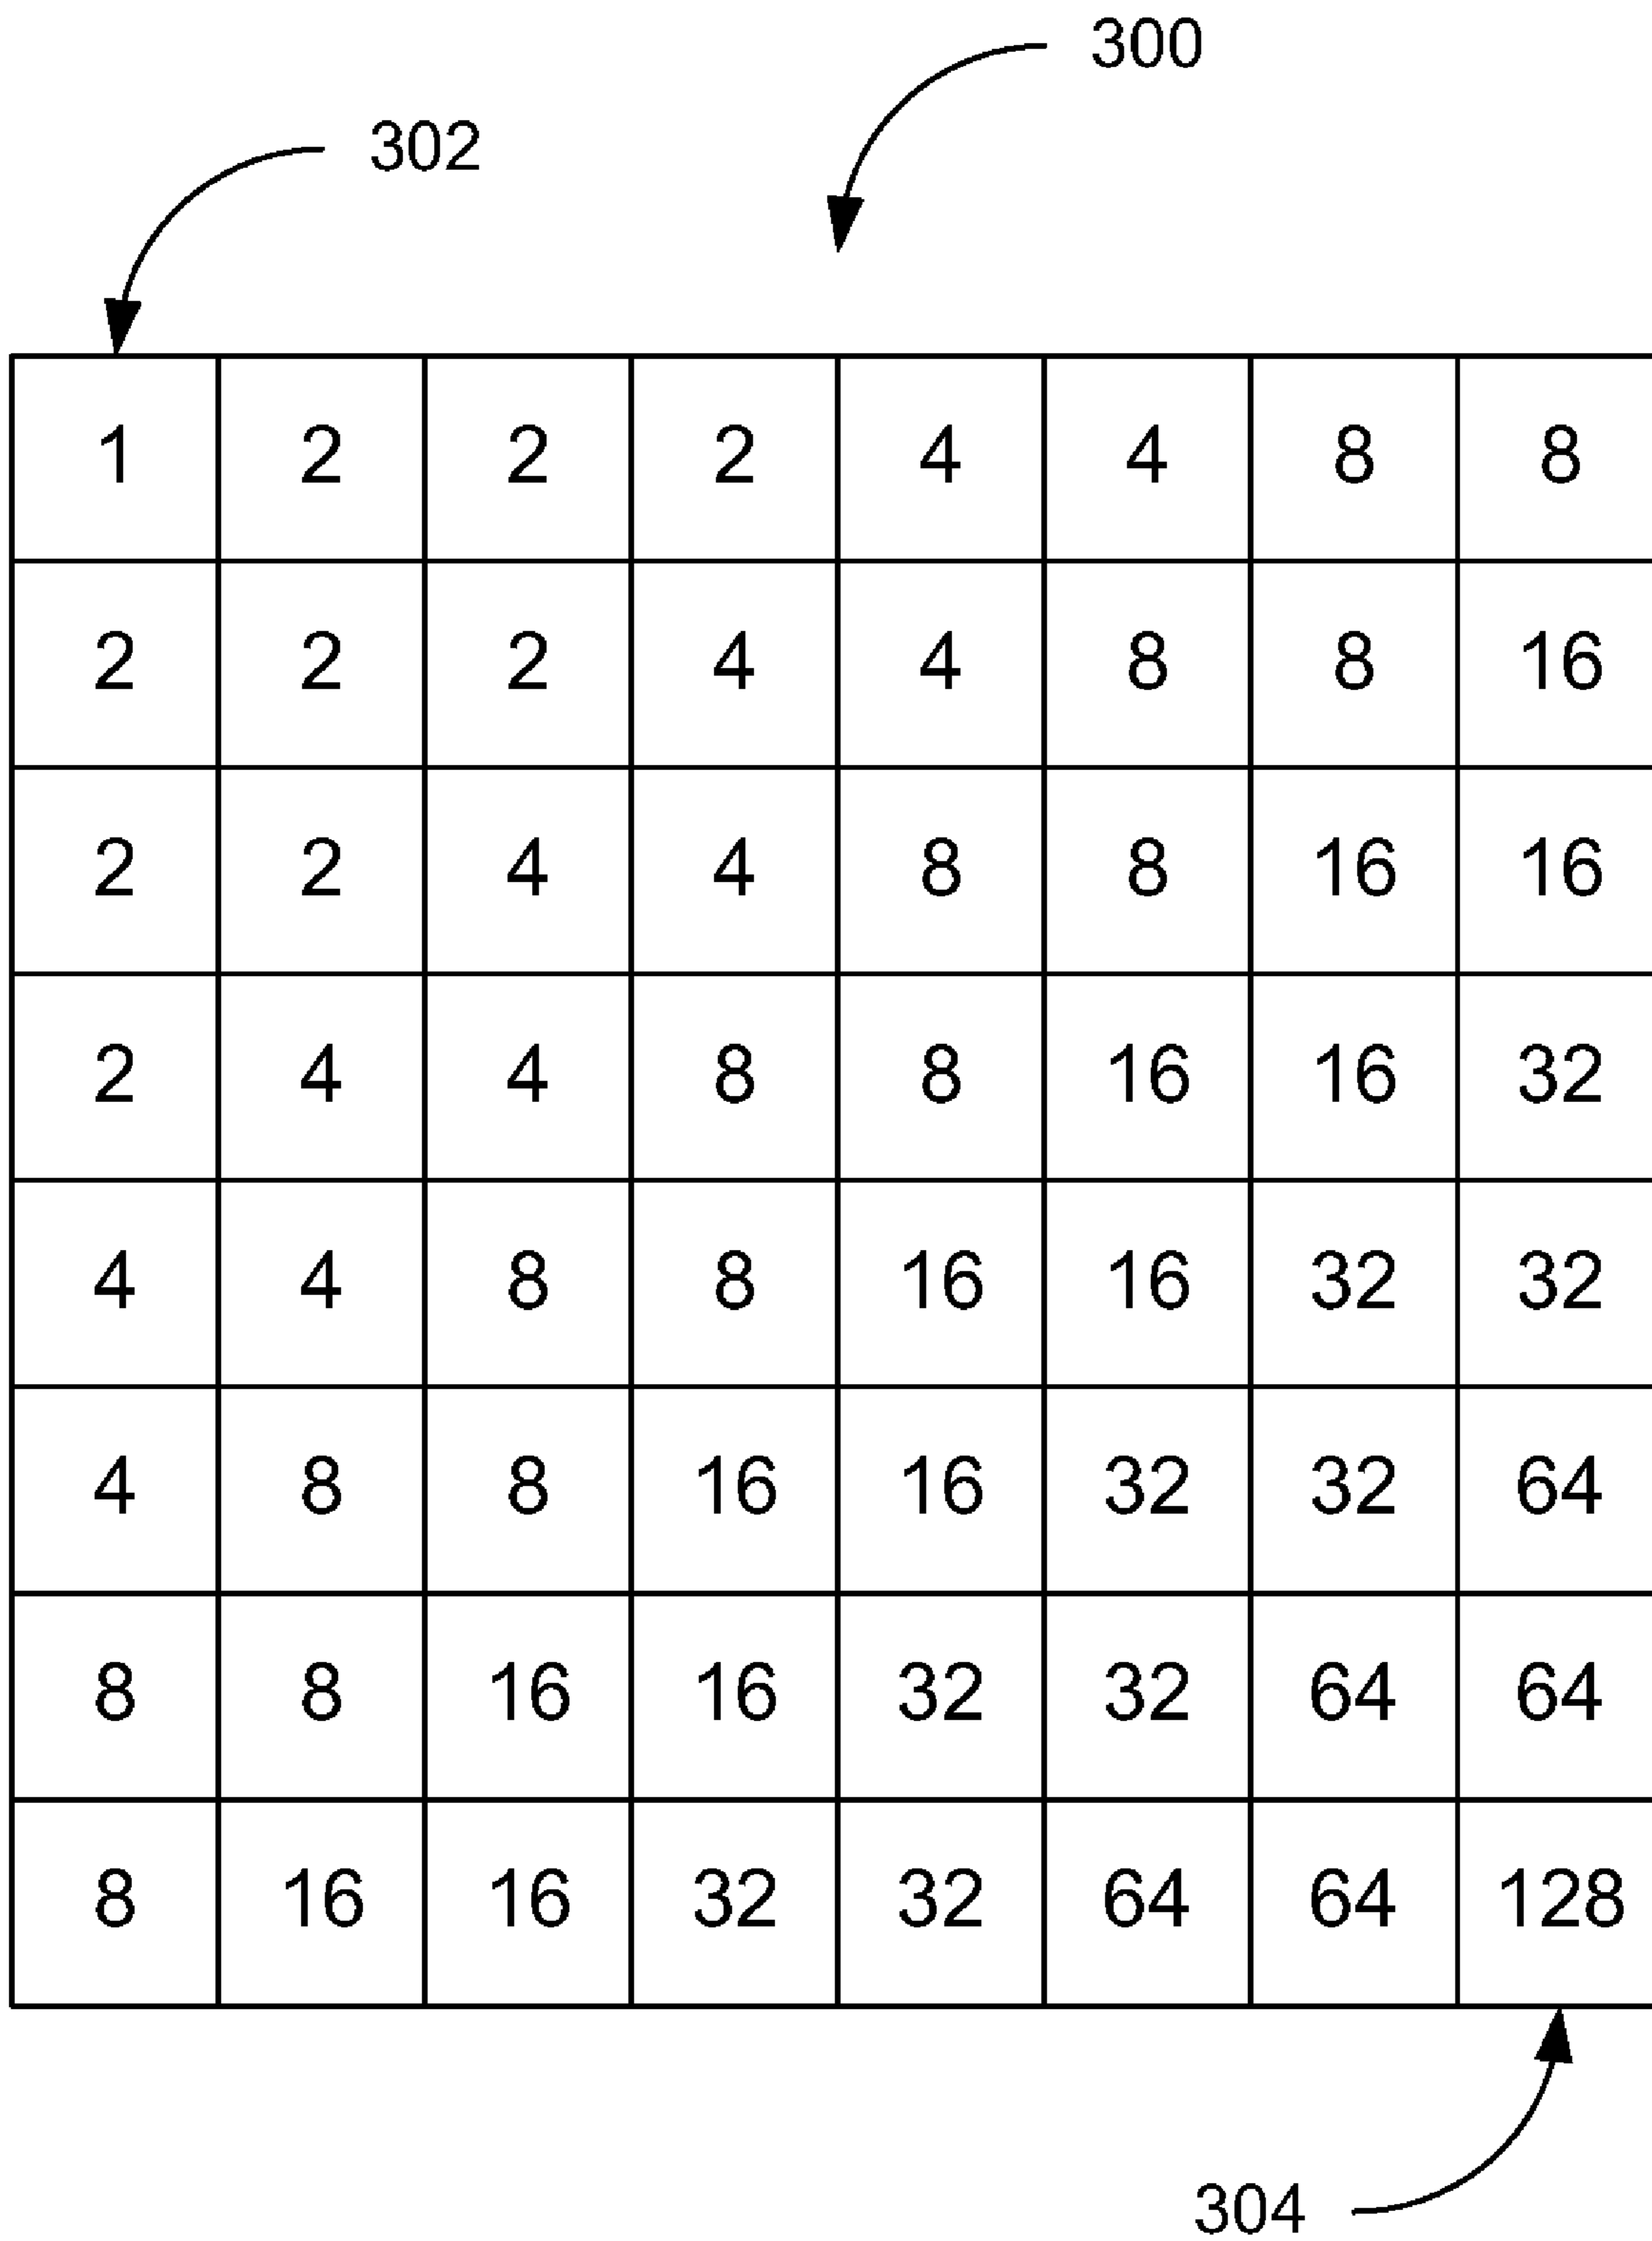 300
302
1 2 2 2 4 4 8 8
2 2 2 4 4 8 8 16
2 2 4 4 8 8 16 16
2 4 4 8 8 16 16 32
4 4 8 8 16 16 32 32
4 8 8 16 16 32 32 64
8 8 16 16 32 32 64 64
8 16 16 32 32 64 64 128
304